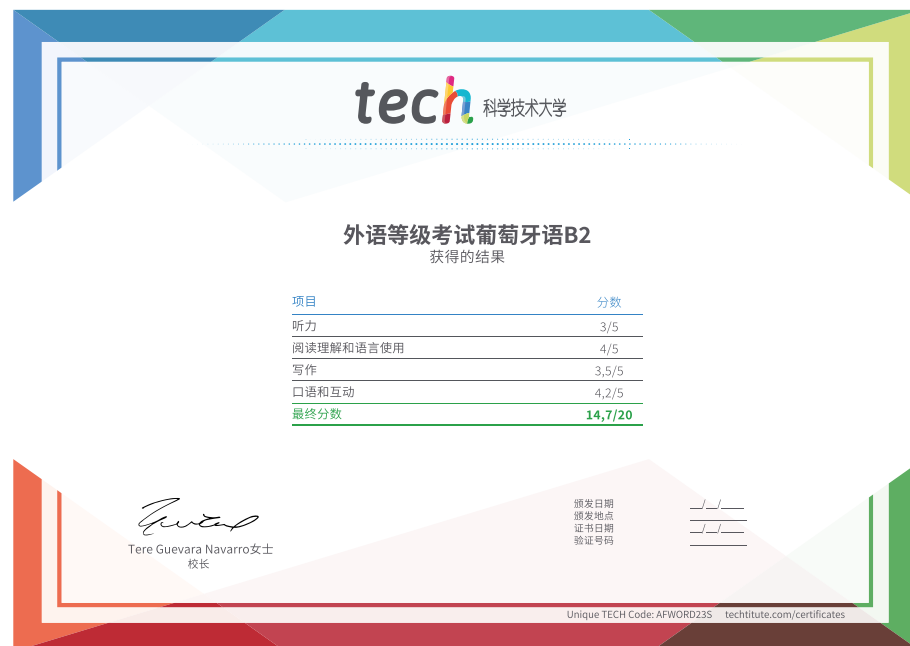 tech 科学技术大学
外语等级考试葡萄牙语B2
获得的结果
项目 分数
听力 3/5
阅读理解和语言使用 4/5
写作 3,5/5
口语和互动 4,2/5
最终分数 14,7/20
颁发日期 __/__/____
颁发地点 ________
证书日期 __/__/____
验证号码 ________
Tere Guevara Navarro女士
校长
Unique TECH Code: AFWORD23S techtitute.com/certificates